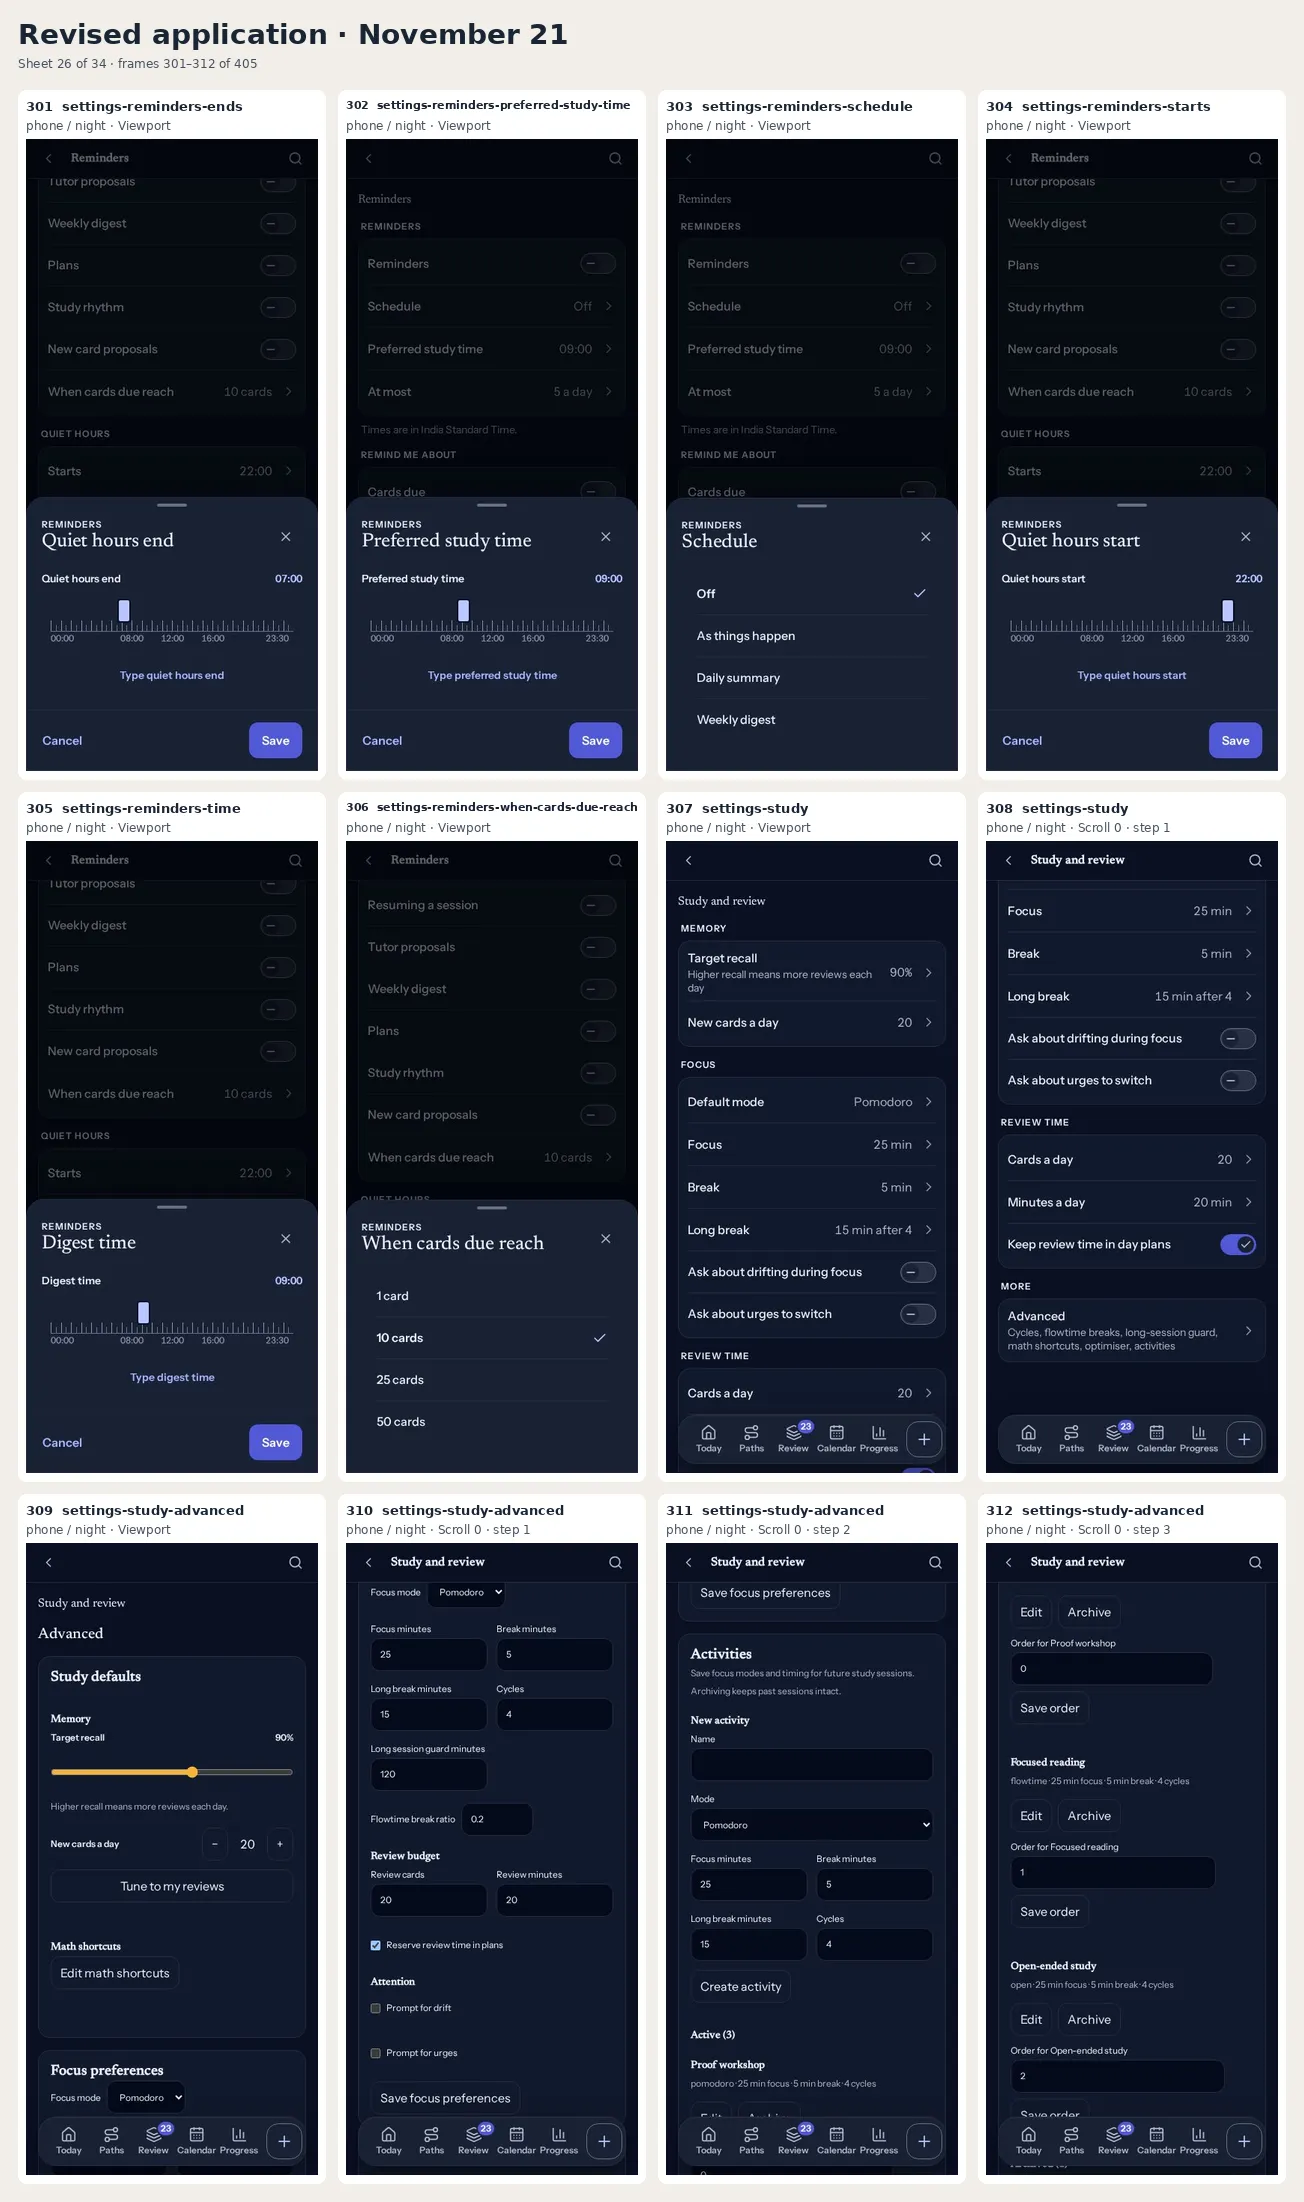 Revised application · November 21
Sheet 26 of 34 · frames 301–312 of 405
301 settings-reminders-ends
phone / night · Viewport
Reminders
Tutor proposals
Weekly digest
Plans
Study rhythm
New card proposals
When cards due reach 10 cards
QUIET HOURS
Starts 22:00
REMINDERS
Quiet hours end
Quiet hours end 07:00
00:00 08:00 12:00 16:00 23:30
Type quiet hours end
Cancel Save
302 settings-reminders-preferred-study-time
phone / night · Viewport
Reminders
REMINDERS
Reminders
Schedule Off
Preferred study time 09:00
At most 5 a day
Times are in India Standard Time.
REMIND ME ABOUT
Cards due
REMINDERS
Preferred study time
Preferred study time 09:00
00:00 08:00 12:00 16:00 23:30
Type preferred study time
Cancel Save
303 settings-reminders-schedule
phone / night · Viewport
Reminders
REMINDERS
Reminders
Schedule Off
Preferred study time 09:00
At most 5 a day
Times are in India Standard Time.
REMIND ME ABOUT
Cards due
REMINDERS
Schedule
Off
As things happen
Daily summary
Weekly digest
304 settings-reminders-starts
phone / night · Viewport
Reminders
Tutor proposals
Weekly digest
Plans
Study rhythm
New card proposals
When cards due reach 10 cards
QUIET HOURS
Starts 22:00
REMINDERS
Quiet hours start
Quiet hours start 22:00
00:00 08:00 12:00 16:00 23:30
Type quiet hours start
Cancel Save
305 settings-reminders-time
phone / night · Viewport
Reminders
Tutor proposals
Weekly digest
Plans
Study rhythm
New card proposals
When cards due reach 10 cards
QUIET HOURS
Starts 22:00
REMINDERS
Digest time
Digest time 09:00
00:00 08:00 12:00 16:00 23:30
Type digest time
Cancel Save
306 settings-reminders-when-cards-due-reach
phone / night · Viewport
Reminders
Resuming a session
Tutor proposals
Weekly digest
Plans
Study rhythm
New card proposals
When cards due reach 10 cards
QUIET HOURS
REMINDERS
When cards due reach
1 card
10 cards
25 cards
50 cards
307 settings-study
phone / night · Viewport
Study and review
MEMORY
Target recall
Higher recall means more reviews each day
90%
New cards a day 20
FOCUS
Default mode Pomodoro
Focus 25 min
Break 5 min
Long break 15 min after 4
Ask about drifting during focus
Ask about urges to switch
REVIEW TIME
Cards a day 20
23
Today Paths Review Calendar Progress
308 settings-study
phone / night · Scroll 0 · step 1
Study and review
Focus 25 min
Break 5 min
Long break 15 min after 4
Ask about drifting during focus
Ask about urges to switch
REVIEW TIME
Cards a day 20
Minutes a day 20 min
Keep review time in day plans
MORE
Advanced
Cycles, flowtime breaks, long-session guard,
math shortcuts, optimiser, activities
23
Today Paths Review Calendar Progress
309 settings-study-advanced
phone / night · Viewport
Study and review
Advanced
Study defaults
Memory
Target recall 90%
Higher recall means more reviews each day.
New cards a day − 20 +
Tune to my reviews
Math shortcuts
Edit math shortcuts
Focus preferences
Focus mode Pomodoro
23
Today Paths Review Calendar Progress
310 settings-study-advanced
phone / night · Scroll 0 · step 1
Study and review
Focus mode Pomodoro
Focus minutes Break minutes
25 5
Long break minutes Cycles
15 4
Long session guard minutes
120
Flowtime break ratio 0.2
Review budget
Review cards Review minutes
20 20
Reserve review time in plans
Attention
Prompt for drift
Prompt for urges
Save focus preferences
23
Today Paths Review Calendar Progress
311 settings-study-advanced
phone / night · Scroll 0 · step 2
Study and review
Save focus preferences
Activities
Save focus modes and timing for future study sessions.
Archiving keeps past sessions intact.
New activity
Name
Mode
Pomodoro
Focus minutes Break minutes
25 5
Long break minutes Cycles
15 4
Create activity
Active (3)
Proof workshop
pomodoro · 25 min focus · 5 min break · 4 cycles
Edit Archive
23
Today Paths Review Calendar Progress
0
312 settings-study-advanced
phone / night · Scroll 0 · step 3
Study and review
Edit Archive
Order for Proof workshop
0
Save order
Focused reading
flowtime · 25 min focus · 5 min break · 4 cycles
Edit Archive
Order for Focused reading
1
Save order
Open-ended study
open · 25 min focus · 5 min break · 4 cycles
Edit Archive
Order for Open-ended study
2
Save order
23
Today Paths Review Calendar Progress